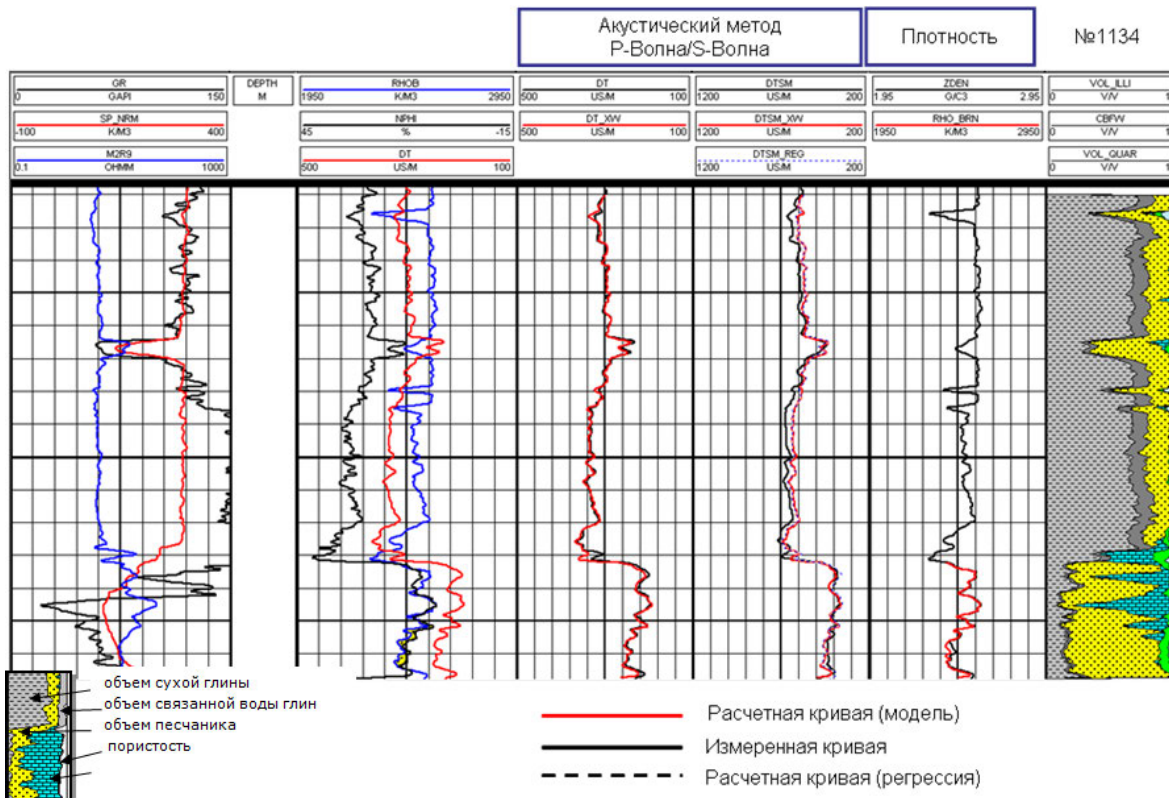 Акустический метод
P-Волна/S-Волна
Плотность
№1134
GR
0 GAPI 150
SP_NRM
-100 K/M3 400
M2R9
0.1 OHMM 1000
DEPTH
M
RHOB
1950 K/M3 2950
NPHI
45 % -15
DT
500 US/M 100
DT
500 US/M 100
DT_XW
500 US/M 100
DTSM
1200 US/M 200
DTSM_XW
1200 US/M 200
DTSM_REG
1200 US/M 200
ZDEN
1.95 G/C3 2.95
RHO_BRN
1950 K/M3 2950
VOL_ILLI
0 V/V 1
CBFW
0 V/V 1
VOL_QUAR
0 V/V 1
объем сухой глины
объем связанной воды глин
объем песчаника
пористость
Расчетная кривая (модель)
Измеренная кривая
Расчетная кривая (регрессия)